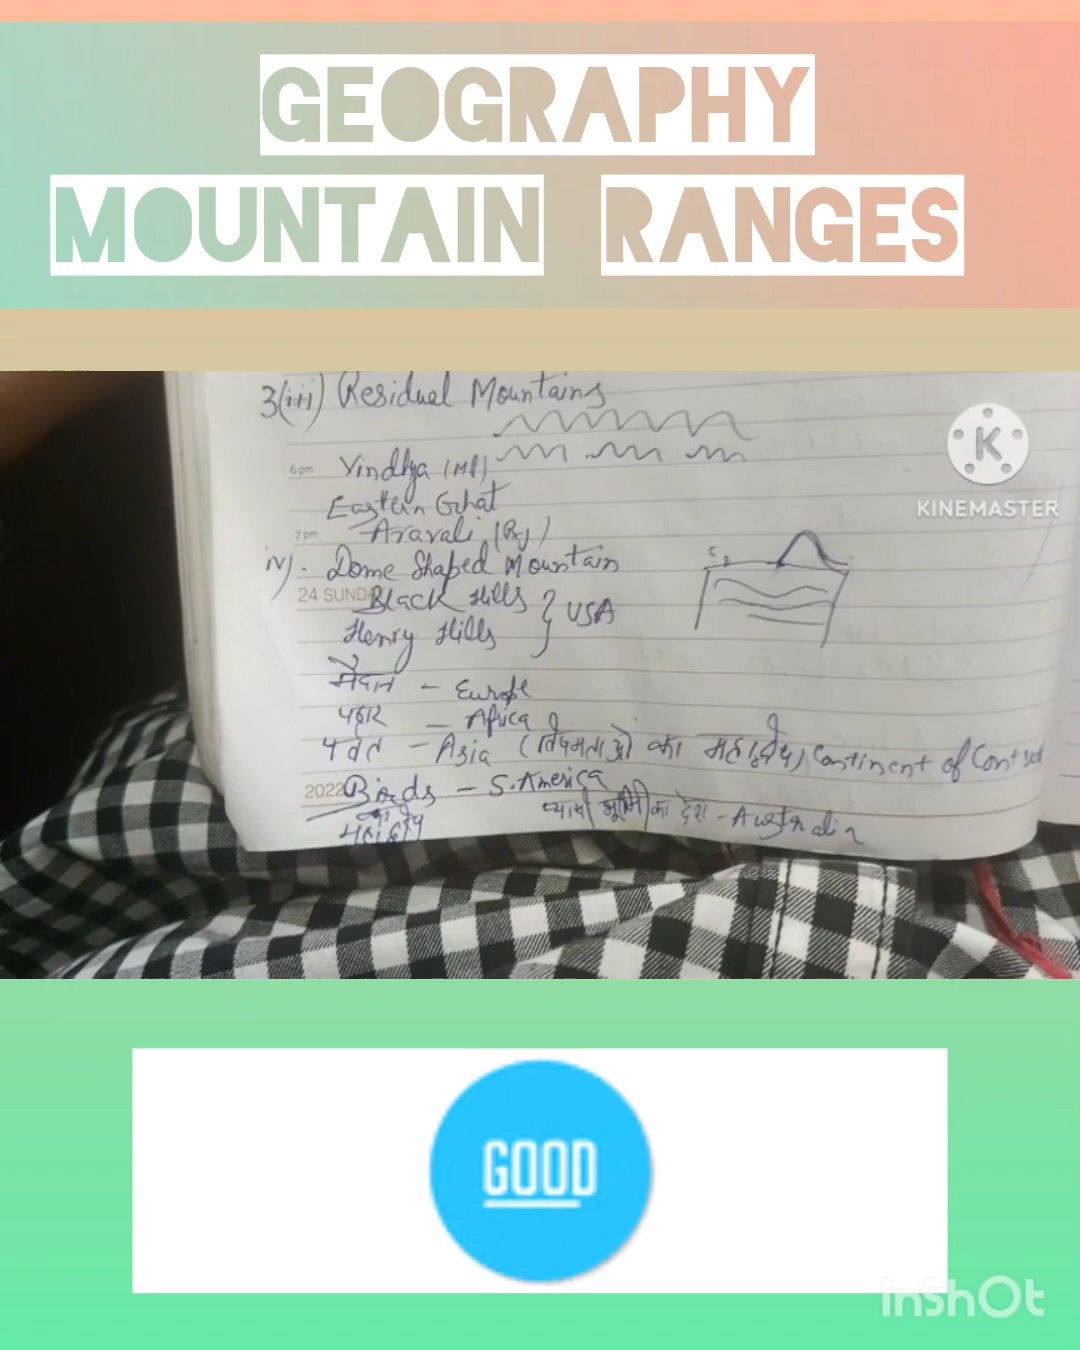 GEOGRAPHY
MOUNTAIN RANGES
3(iii) Residual Mountains
6pm Vindhya (MP)
Eastern Ghat
7pm Aravali (Rj)
iv). Dome Shaped Mountain
24 SUNDAY Black Hills } USA
Henry Hills
मैदान - Europe
पठार - Africa
पर्वत - Asia (विषमताओं का महाद्वीप) Continent of
2022 Birds - S. America
का
महाद्वीप
प्यासी भूमि का देश - Australia
K
KINEMASTER
GOOD
InShOt